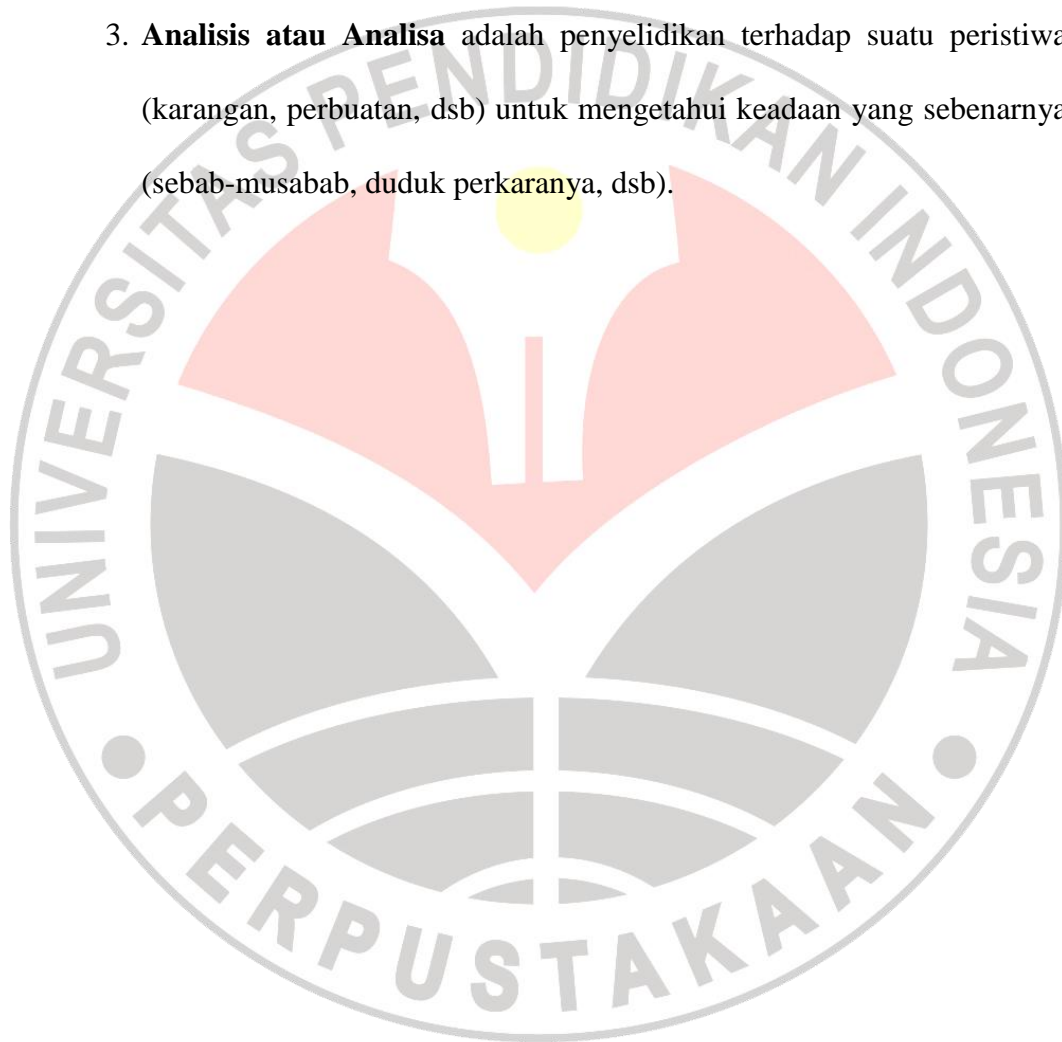 3. Analisis atau Analisa adalah penyelidikan terhadap suatu peristiwa
(karangan, perbuatan, dsb) untuk mengetahui keadaan yang sebenarnya
(sebab-musabab, duduk perkaranya, dsb).
UNIVERSITAS PENDIDIKAN INDONESIA
PERPUSTAKAAN